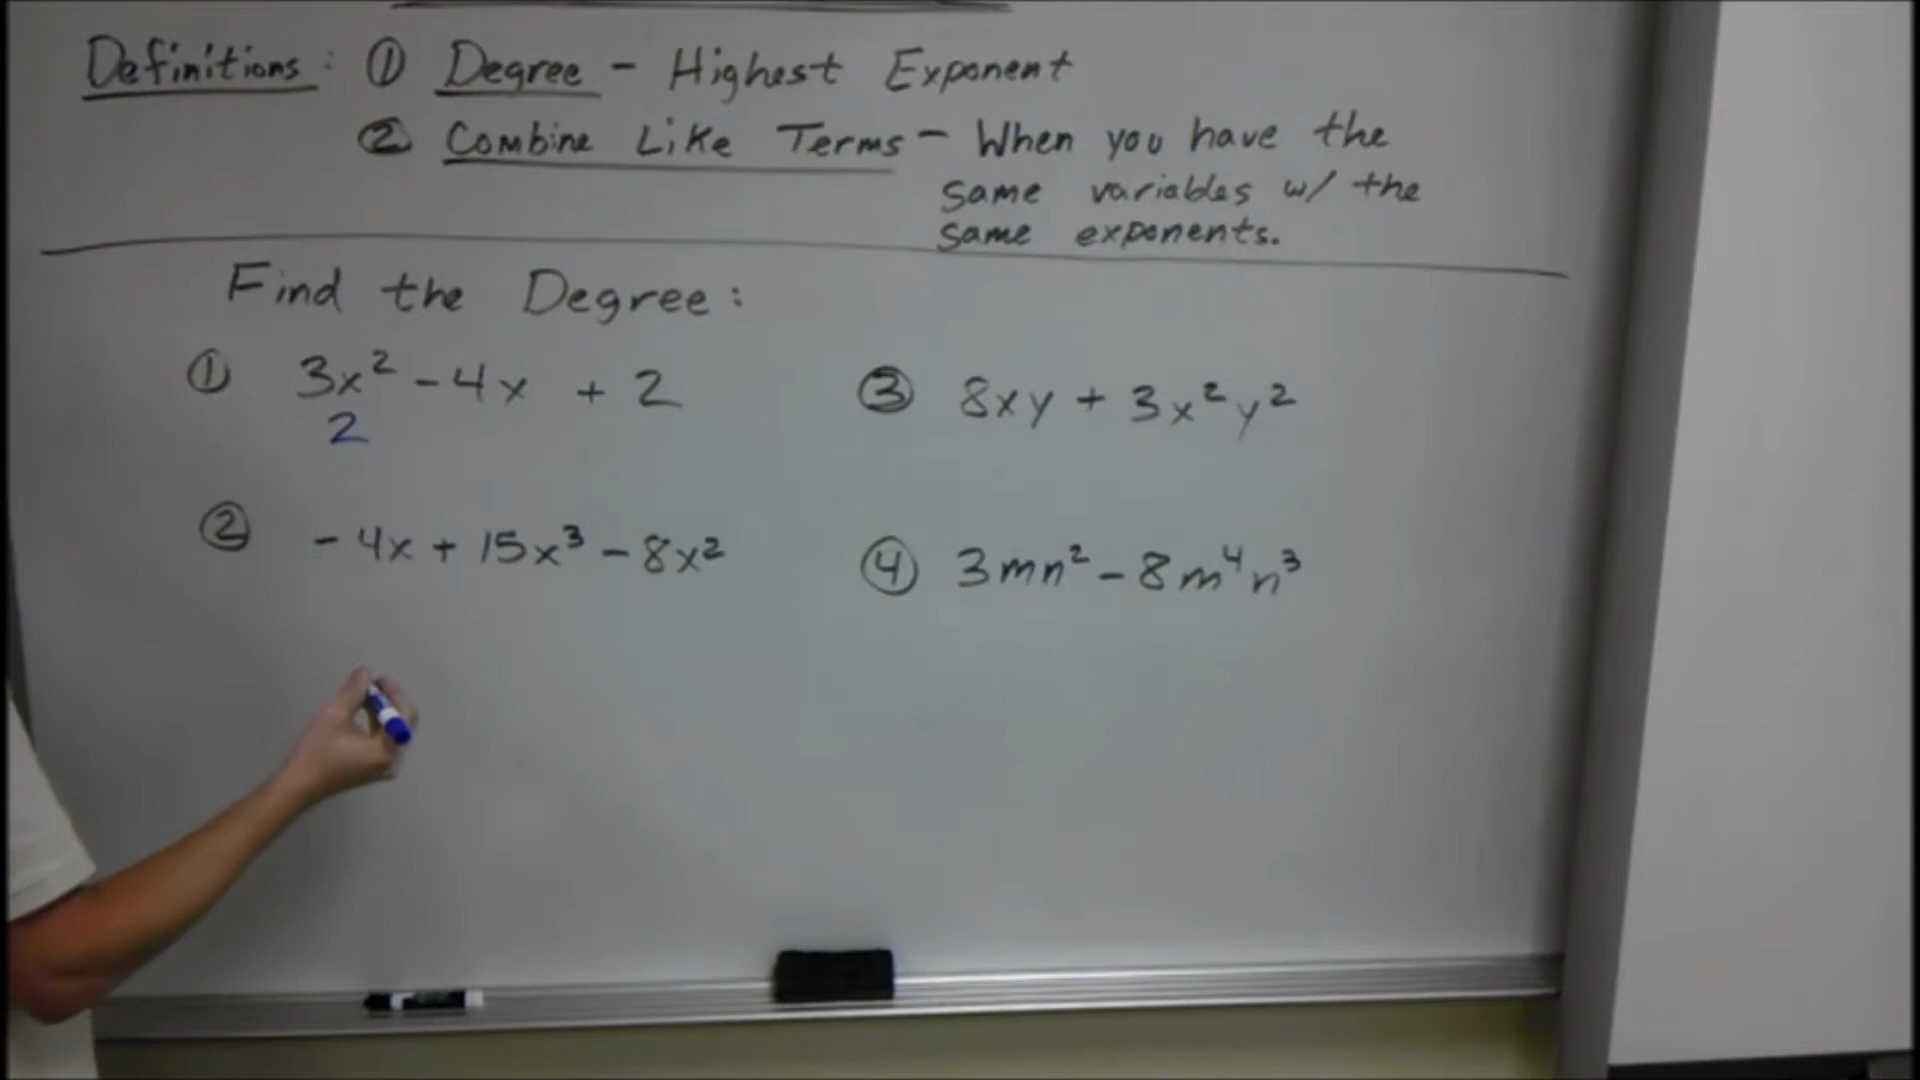 Definitions: ① Degree - Highest Exponent
② Combine Like Terms - When you have the
same variables w/ the
same exponents.
Find the Degree:
① 3x² - 4x + 2
2
② - 4x + 15x³ - 8x²
③ 8xy + 3x²y²
④ 3mn² - 8m⁴n³